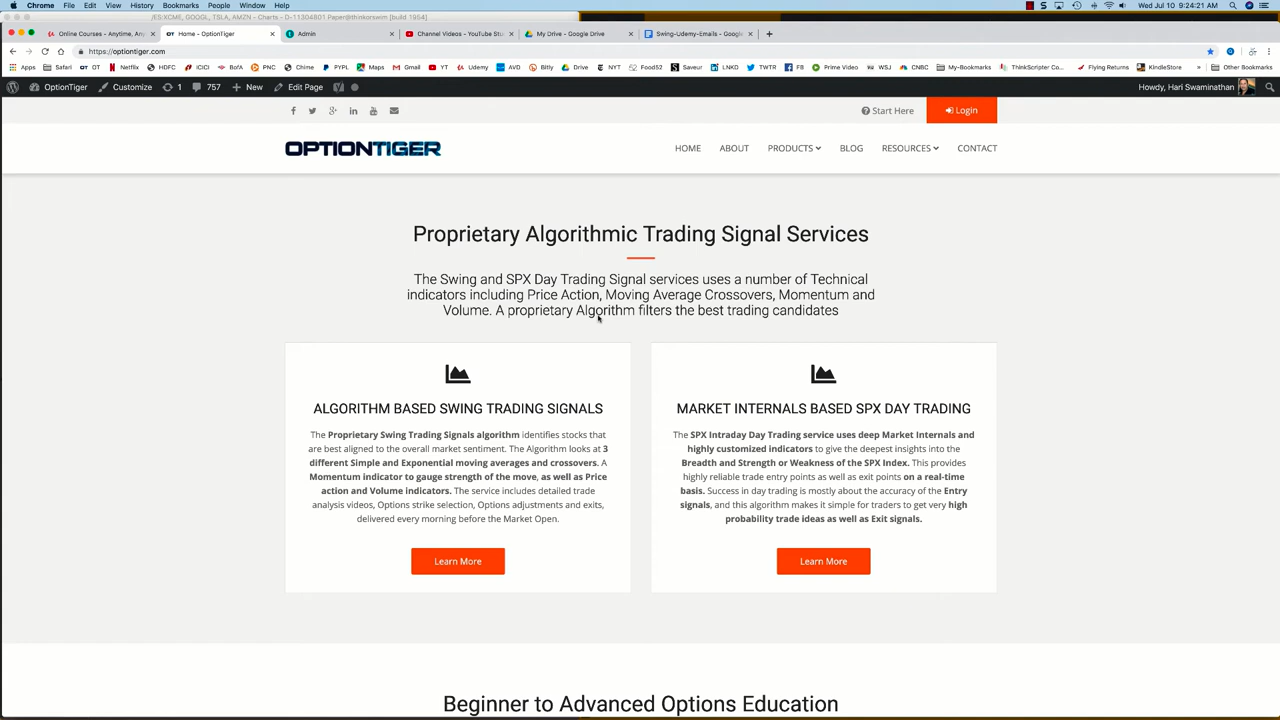 Chrome File Edit View History Bookmarks People Window Help Wed Jul 10 9:24:21 AM
/ES:XCME, GOOGL, TSLA, AMZN - Charts - D-11304801 Paper@thinkorswim [build 1954]
Online Courses - Anytime, Any Home - OptionTiger Admin Channel Videos - YouTube Stu My Drive - Google Drive Swing-Udemy-Emails - Google
https://optiontiger.com
Apps Safari OT Netflix HDFC ICICI BofA PNC Chime PYPL Maps Gmail YT Udemy AVD Bitly Drive NYT Food52 Saveur LNKD TWTR FB Prime Video WSJ CNBC My-Bookmarks ThinkScripter Co... Flying Returns KindleStore Other Bookmarks
OptionTiger Customize 1 757 New Edit Page Howdy, Hari Swaminathan
Start Here Login
OPTIONTIGER HOME ABOUT PRODUCTS BLOG RESOURCES CONTACT
Proprietary Algorithmic Trading Signal Services
The Swing and SPX Day Trading Signal services uses a number of Technical
indicators including Price Action, Moving Average Crossovers, Momentum and
Volume. A proprietary Algorithm filters the best trading candidates
ALGORITHM BASED SWING TRADING SIGNALS
The Proprietary Swing Trading Signals algorithm identifies stocks that
are best aligned to the overall market sentiment. The Algorithm looks at 3
different Simple and Exponential moving averages and crossovers. A
Momentum indicator to gauge strength of the move, as well as Price
action and Volume indicators. The service includes detailed trade
analysis videos, Options strike selection, Options adjustments and exits,
delivered every morning before the Market Open.
Learn More
MARKET INTERNALS BASED SPX DAY TRADING
The SPX Intraday Day Trading service uses deep Market Internals and
highly customized indicators to give the deepest insights into the
Breadth and Strength or Weakness of the SPX Index. This provides
highly reliable trade entry points as well as exit points on a real-time
basis. Success in day trading is mostly about the accuracy of the Entry
signals, and this algorithm makes it simple for traders to get very high
probability trade ideas as well as Exit signals.
Learn More
Beginner to Advanced Options Education